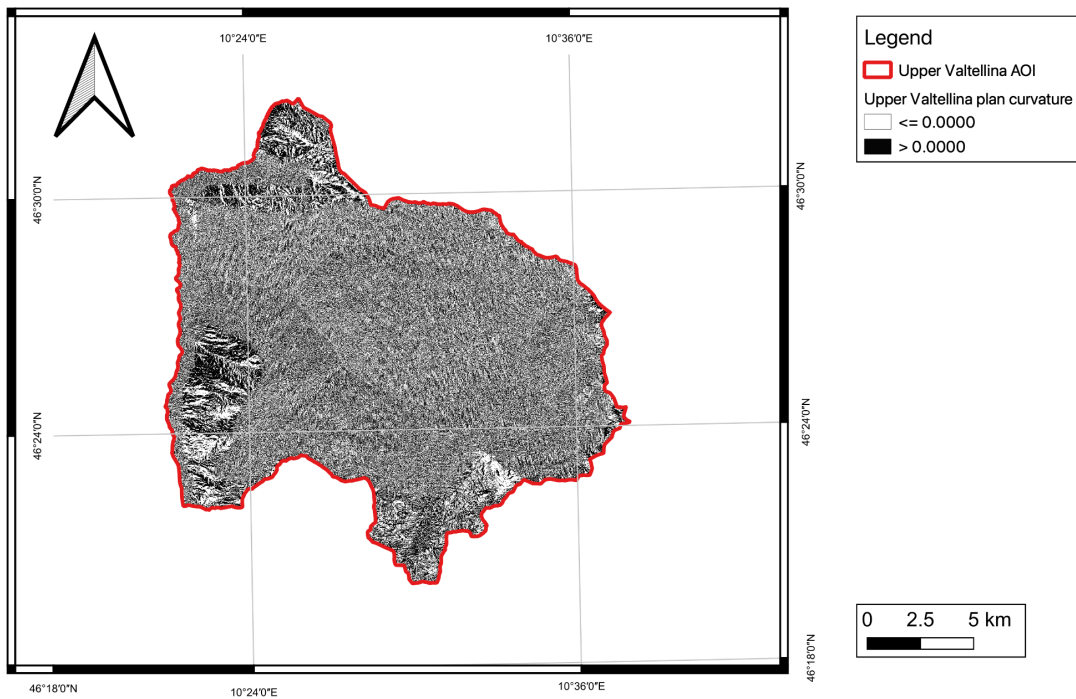 10°24'0"E
10°36'0"E
46°30'0"N
46°30'0"N
46°24'0"N
46°24'0"N
46°18'0"N
46°18'0"N
10°24'0"E
10°36'0"E
Legend
Upper Valtellina AOI
Upper Valtellina plan curvature
<= 0.0000
> 0.0000
0 2.5 5 km